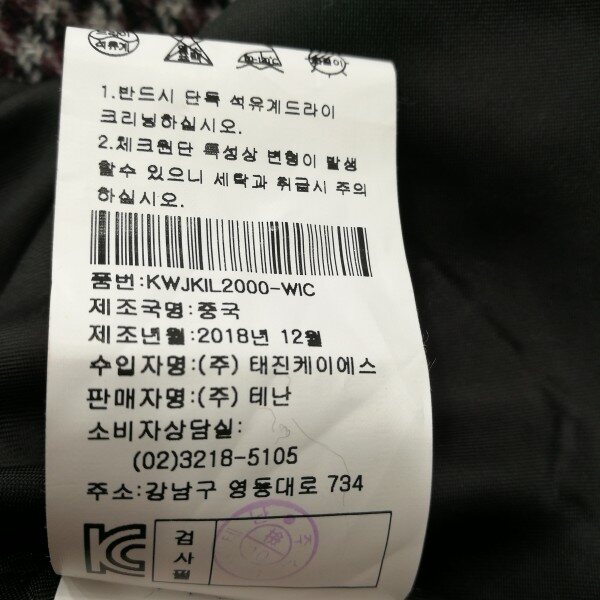 석유계
1.반드시 단독 석유계드라이
크리닝하십시오.
2.체크원단 특성상 변형이 발생
할수 있으니 세탁과 취급시 주의
하십시오.
품번:KWJKIL2000-WIC
제조국명:중국
제조년월:2018년 12월
수입자명:(주) 태진케이에스
판매자명:(주) 테난
소비자상담실:
(02)3218-5105
주소:강남구 영동대로 734
KC
검사품